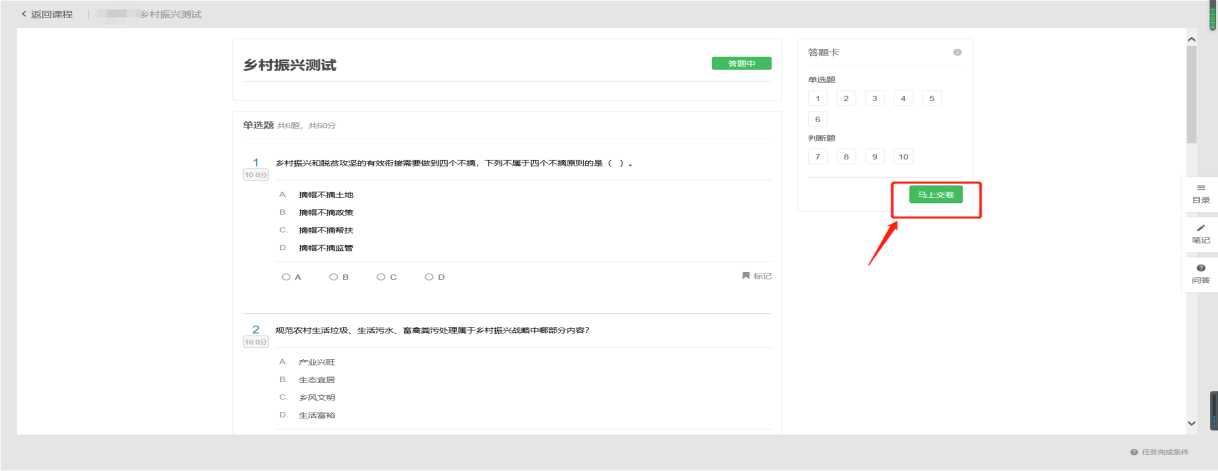 返回课程 | 乡村振兴测试
乡村振兴测试
答题中
单选题 共6题，共60分
1
10.0分
乡村振兴和脱贫攻坚的有效衔接需要做到四个不摘，下列不属于四个不摘原则的是（ ）。
A. 摘帽不摘土地
B. 摘帽不摘政策
C. 摘帽不摘帮扶
D. 摘帽不摘监管
A B C D
标记
2
10.0分
规范农村生活垃圾、生活污水、畜禽粪污处理属于乡村振兴战略中哪部分内容？
A. 产业兴旺
B. 生态宜居
C. 乡风文明
D. 生活富裕
答题卡
单选题
1 2 3 4 5
6
判断题
7 8 9 10
马上交卷
目录
笔记
问答
任务完成条件